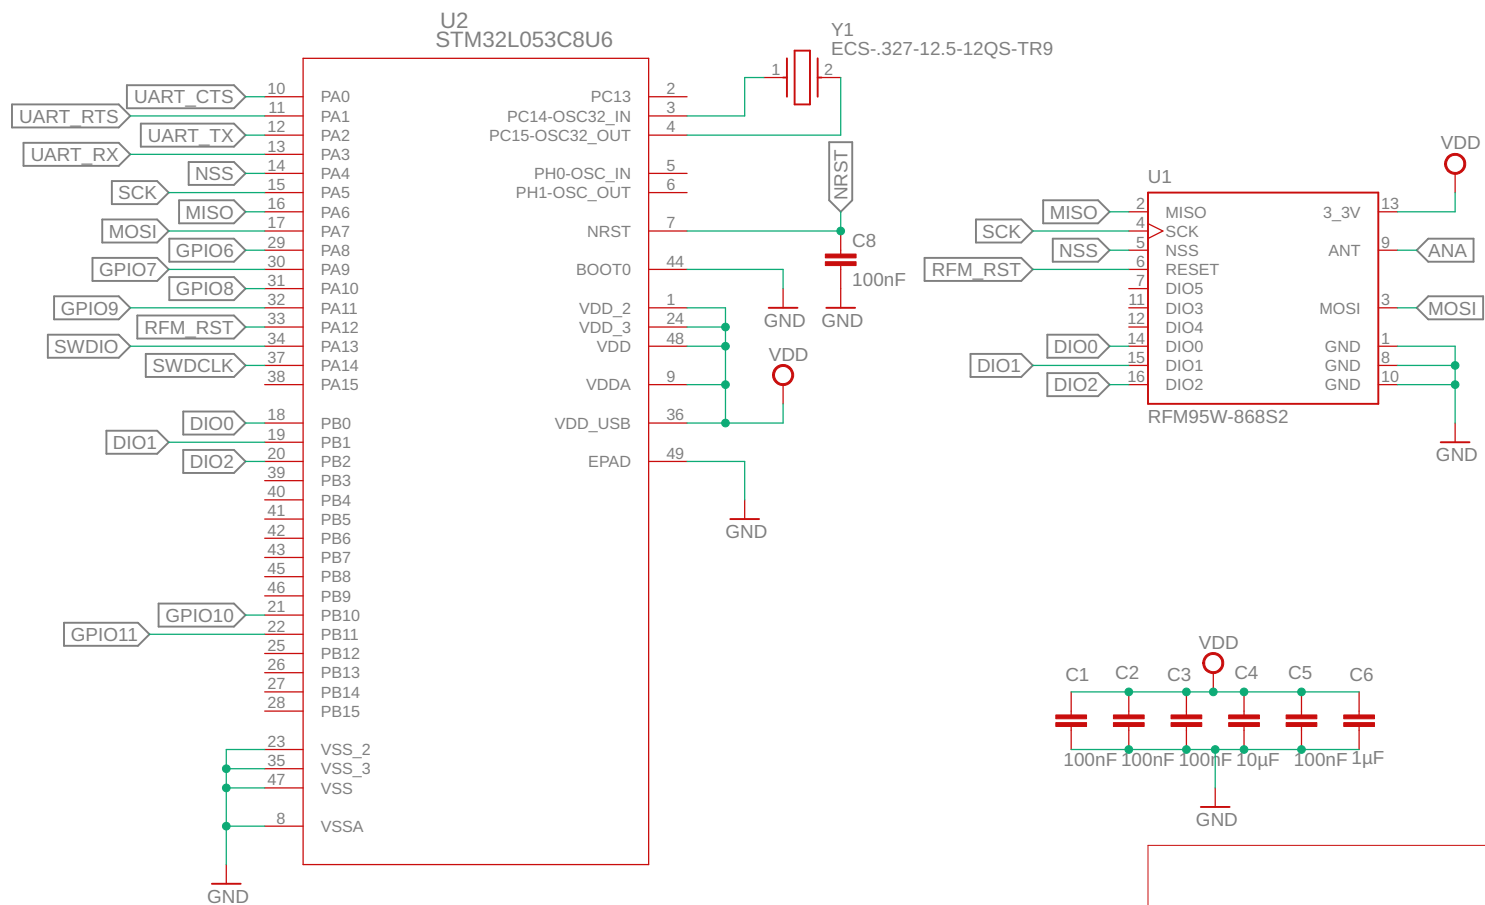 U2
STM32L053C8U6
UART_CTS 10 PA0
UART_RTS 11 PA1
UART_TX 12 PA2
UART_RX 13 PA3
NSS 14 PA4
SCK 15 PA5
MISO 16 PA6
MOSI 17 PA7
GPIO6 29 PA8
GPIO7 30 PA9
GPIO8 31 PA10
GPIO9 32 PA11
RFM_RST 33 PA12
SWDIO 34 PA13
SWDCLK 37 PA14
38 PA15
DIO0 18 PB0
DIO1 19 PB1
DIO2 20 PB2
39 PB3
40 PB4
41 PB5
42 PB6
43 PB7
45 PB8
46 PB9
GPIO10 21 PB10
GPIO11 22 PB11
25 PB12
26 PB13
27 PB14
28 PB15
23 VSS_2
35 VSS_3
47 VSS
8 VSSA
GND
PC13 2
PC14-OSC32_IN 3
PC15-OSC32_OUT 4
PH0-OSC_IN 5
PH1-OSC_OUT 6
NRST 7
BOOT0 44
VDD_2 1
VDD_3 24
VDD 48
VDDA 9
VDD_USB 36
EPAD 49
Y1
ECS-.327-12.5-12QS-TR9
1 2
NRST
C8
100nF
GND
GND
VDD
GND
U1
VDD
MISO 2 MISO
SCK 4 SCK
NSS 5 NSS
RFM_RST 6 RESET
7 DIO5
11 DIO3
12 DIO4
DIO0 14 DIO0
DIO1 15 DIO1
DIO2 16 DIO2
3_3V 13
ANT 9 ANA
MOSI 3 MOSI
GND 1
GND 8
GND 10
RFM95W-868S2
GND
VDD
C1 C2 C3 C4 C5 C6
100nF 100nF 100nF 10µF 100nF 1µF
GND